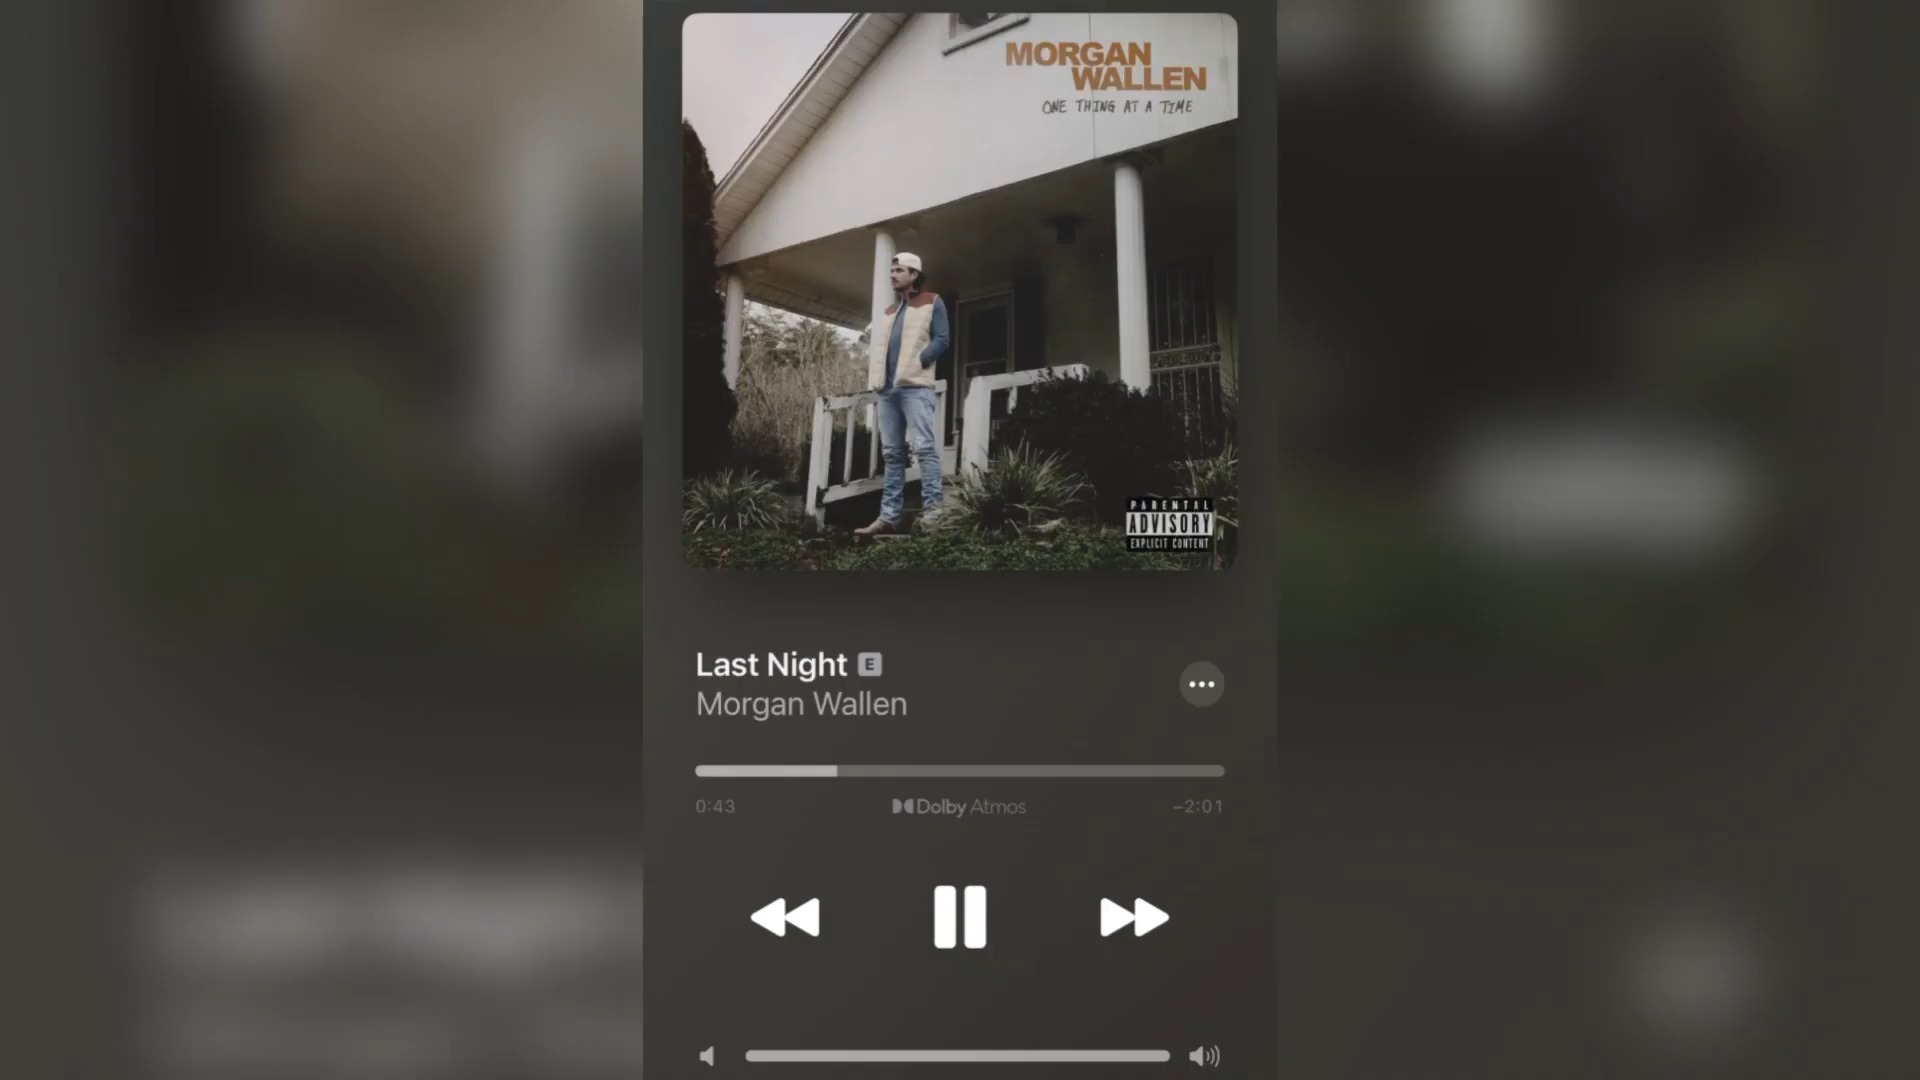 MORGAN
WALLEN
ONE THING AT A TIME
PARENTAL
ADVISORY
EXPLICIT CONTENT
Last Night E
Morgan Wallen
0:43
Dolby Atmos
−2:01